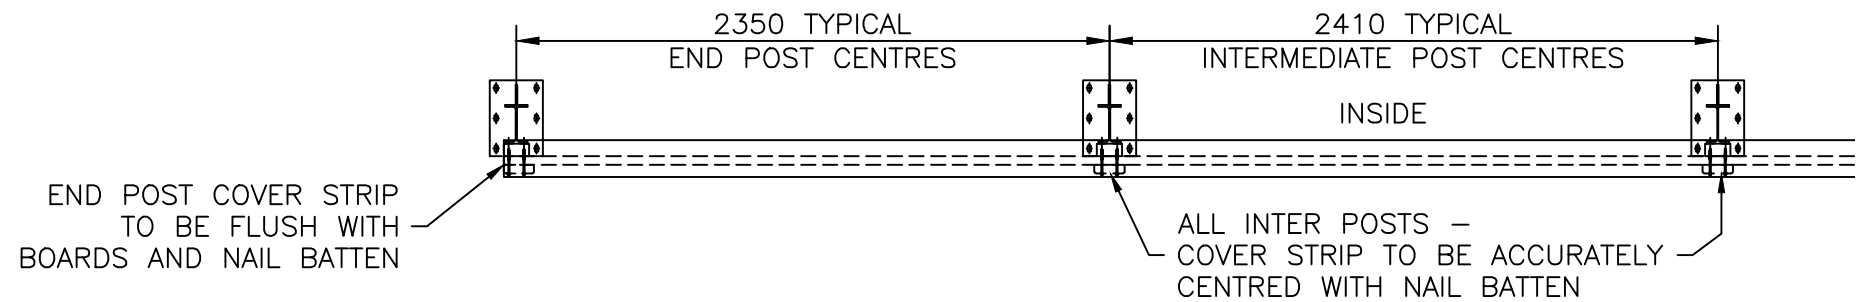 2350 TYPICAL
END POST CENTRES
2410 TYPICAL
INTERMEDIATE POST CENTRES
INSIDE
END POST COVER STRIP
TO BE FLUSH WITH
BOARDS AND NAIL BATTEN
ALL INTER POSTS –
COVER STRIP TO BE ACCURATELY
CENTRED WITH NAIL BATTEN